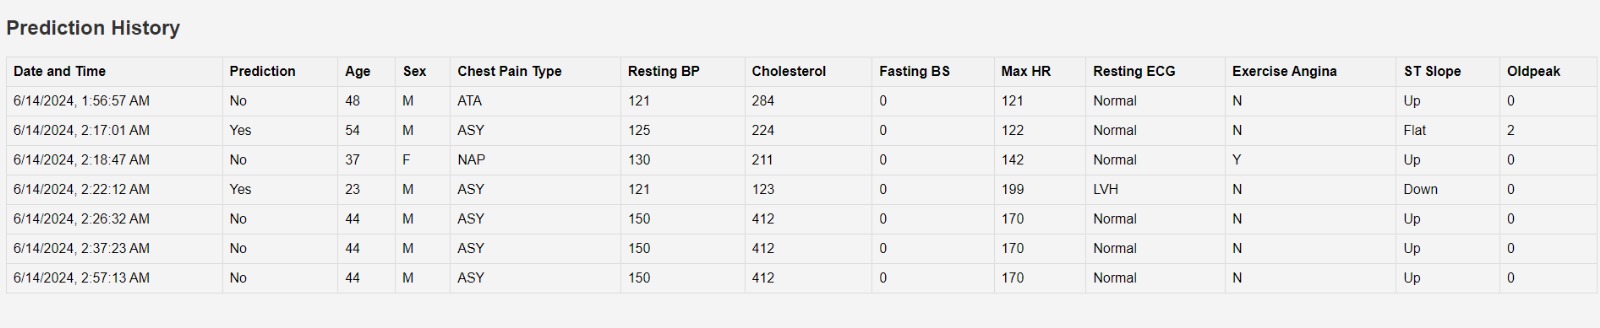 Prediction History
Date and Time Prediction Age Sex Chest Pain Type Resting BP Cholesterol Fasting BS Max HR Resting ECG Exercise Angina ST Slope Oldpeak
6/14/2024, 1:56:57 AM No 48 M ATA 121 284 0 121 Normal N Up 0
6/14/2024, 2:17:01 AM Yes 54 M ASY 125 224 0 122 Normal N Flat 2
6/14/2024, 2:18:47 AM No 37 F NAP 130 211 0 142 Normal Y Up 0
6/14/2024, 2:22:12 AM Yes 23 M ASY 121 123 0 199 LVH N Down 0
6/14/2024, 2:26:32 AM No 44 M ASY 150 412 0 170 Normal N Up 0
6/14/2024, 2:37:23 AM No 44 M ASY 150 412 0 170 Normal N Up 0
6/14/2024, 2:57:13 AM No 44 M ASY 150 412 0 170 Normal N Up 0